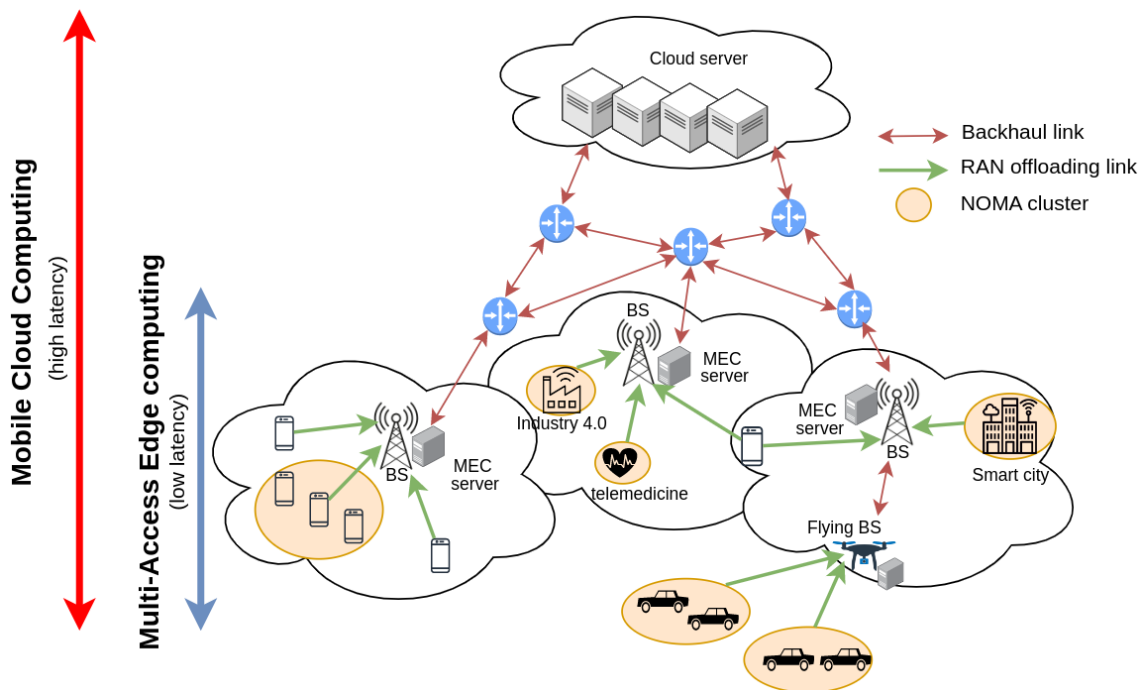 Cloud server
Backhaul link
RAN offloading link
NOMA cluster
Mobile Cloud Computing
(high latency)
Multi-Access Edge computing
(low latency)
BS
MEC
server
Industry 4.0
telemedicine
BS
MEC
server
MEC
server
BS
Smart city
Flying BS